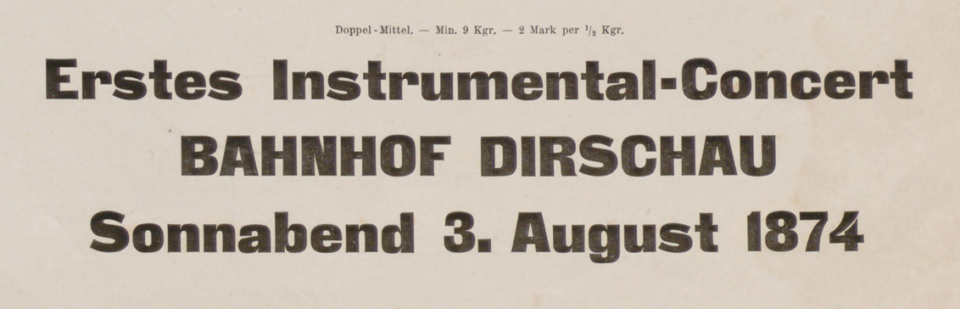 Doppel-Mittel. — Min. 9 Kgr. — 2 Mark per 1/2 Kgr.
Erstes Instrumental-Concert
BAHNHOF DIRSCHAU
Sonnabend 3. August 1874